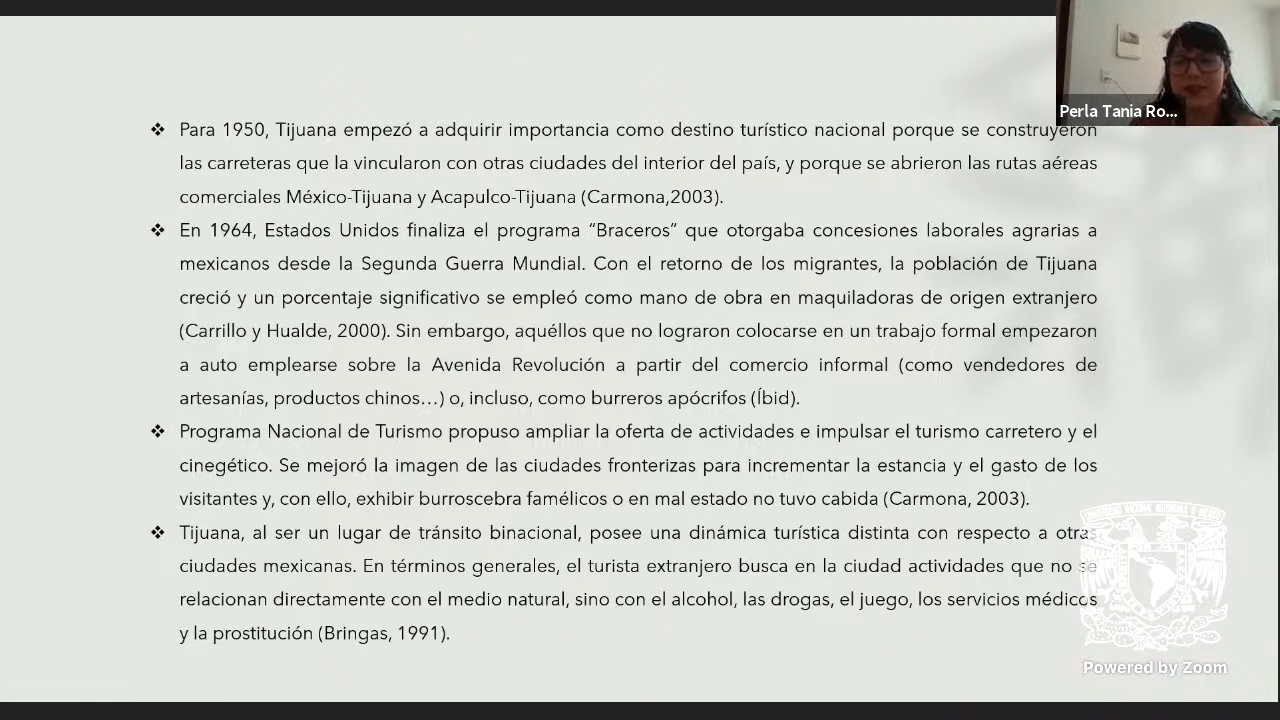 Perla Tania Ro...
❖ Para 1950, Tijuana empezó a adquirir importancia como destino turístico nacional porque se construyeron
las carreteras que la vincularon con otras ciudades del interior del país, y porque se abrieron las rutas aéreas
comerciales México-Tijuana y Acapulco-Tijuana (Carmona,2003).
❖ En 1964, Estados Unidos finaliza el programa “Braceros” que otorgaba concesiones laborales agrarias a
mexicanos desde la Segunda Guerra Mundial. Con el retorno de los migrantes, la población de Tijuana
creció y un porcentaje significativo se empleó como mano de obra en maquiladoras de origen extranjero
(Carrillo y Hualde, 2000). Sin embargo, aquéllos que no lograron colocarse en un trabajo formal empezaron
a auto emplearse sobre la Avenida Revolución a partir del comercio informal (como vendedores de
artesanías, productos chinos…) o, incluso, como burreros apócrifos (Íbid).
❖ Programa Nacional de Turismo propuso ampliar la oferta de actividades e impulsar el turismo carretero y el
cinegético. Se mejoró la imagen de las ciudades fronterizas para incrementar la estancia y el gasto de los
visitantes y, con ello, exhibir burroscebra famélicos o en mal estado no tuvo cabida (Carmona, 2003).
❖ Tijuana, al ser un lugar de tránsito binacional, posee una dinámica turística distinta con respecto a otras
ciudades mexicanas. En términos generales, el turista extranjero busca en la ciudad actividades que no se
relacionan directamente con el medio natural, sino con el alcohol, las drogas, el juego, los servicios médicos
y la prostitución (Bringas, 1991).
Powered by Zoom